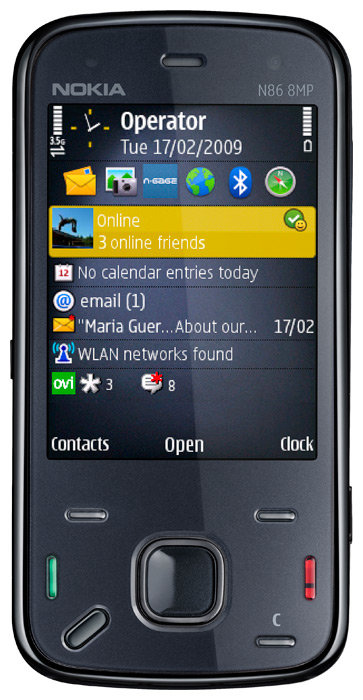 NOKIA N86 8MP
Operator
3.5G
Tue 17/02/2009
n-gage
Online
3 online friends
12 No calendar entries today
@ email (1)
"Maria Guer...About our... 17/02
WLAN networks found
ovi 3 8
Contacts Open Clock
C